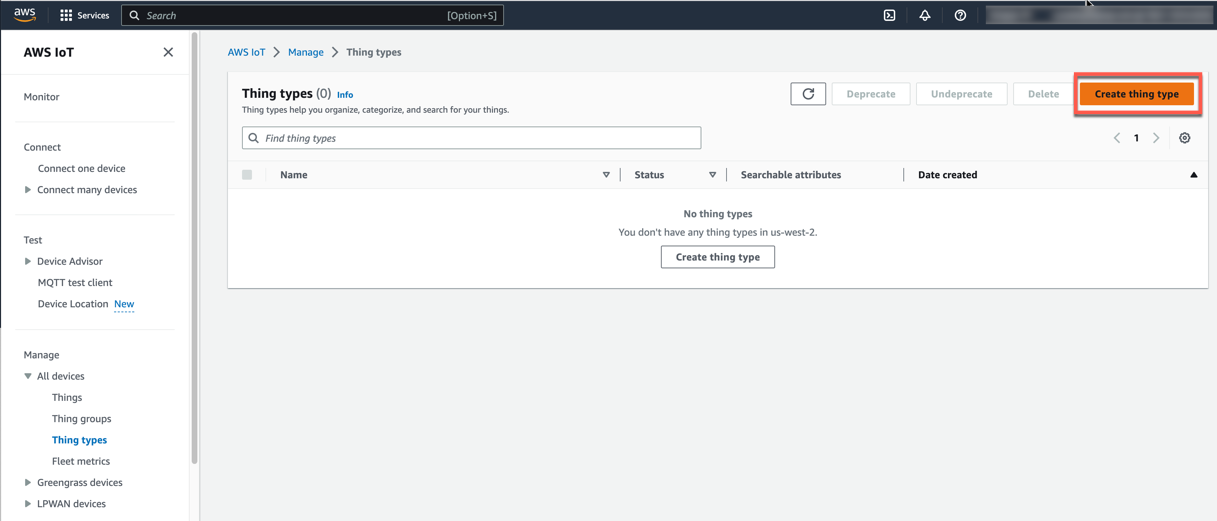 aws Services Search [Option+S]
AWS IoT
Monitor
Connect
Connect one device
Connect many devices
Test
Device Advisor
MQTT test client
Device Location New
Manage
All devices
Things
Thing groups
Thing types
Fleet metrics
Greengrass devices
LPWAN devices
AWS IoT Manage Thing types
Thing types (0) Info
Thing types help you organize, categorize, and search for your things.
Deprecate Undeprecate Delete Create thing type
Find thing types
1
Name Status Searchable attributes Date created
No thing types
You don't have any thing types in us-west-2.
Create thing type